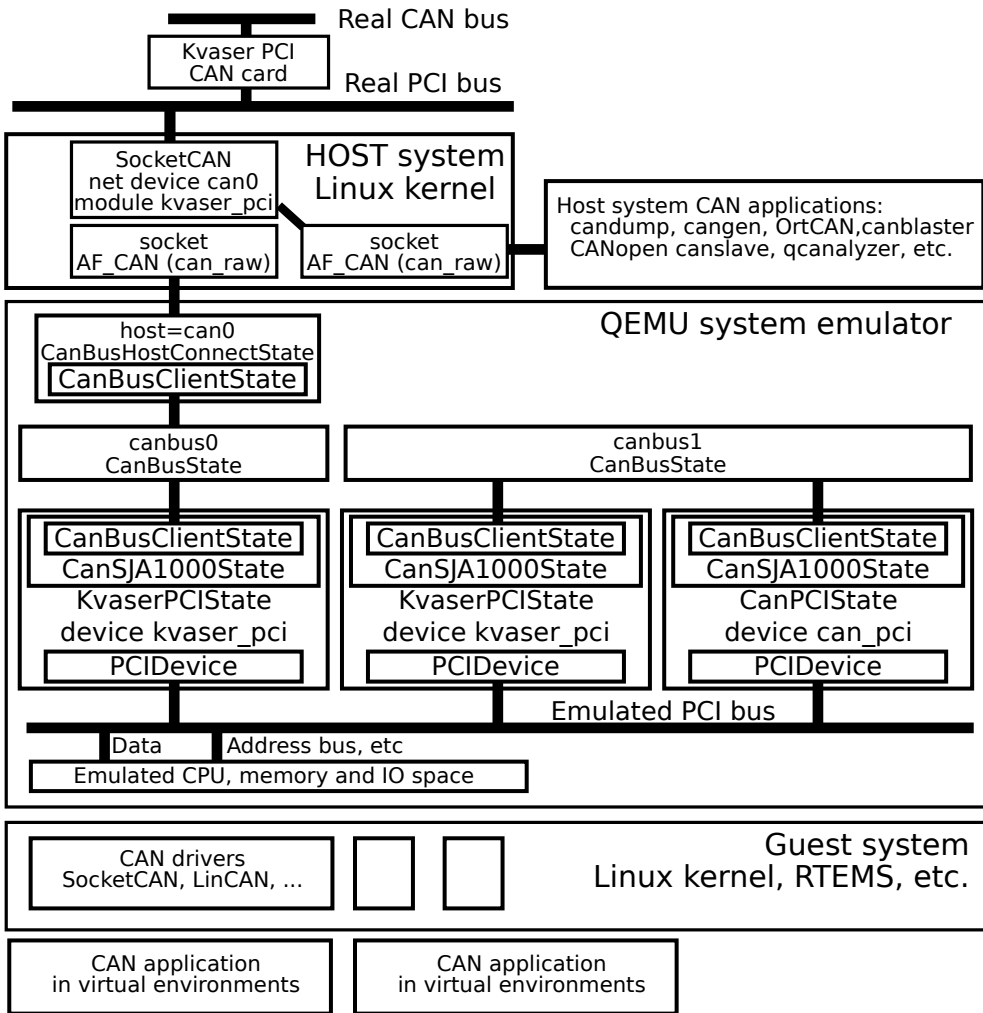 Real CAN bus
Kvaser PCI
CAN card
Real PCI bus
HOST system
Linux kernel
SocketCAN
net device can0
module kvaser_pci
socket
AF_CAN (can_raw)
socket
AF_CAN (can_raw)
Host system CAN applications:
candump, cangen, OrtCAN,canblaster
CANopen canslave, qcanalyzer, etc.
QEMU system emulator
host=can0
CanBusHostConnectState
CanBusClientState
canbus0
CanBusState
canbus1
CanBusState
CanBusClientState
CanSJA1000State
KvaserPCIState
device kvaser_pci
PCIDevice
CanBusClientState
CanSJA1000State
KvaserPCIState
device kvaser_pci
PCIDevice
CanBusClientState
CanSJA1000State
CanPCIState
device can_pci
PCIDevice
Emulated PCI bus
Data
Address bus, etc
Emulated CPU, memory and IO space
Guest system
Linux kernel, RTEMS, etc.
CAN drivers
SocketCAN, LinCAN, ...
CAN application
in virtual environments
CAN application
in virtual environments